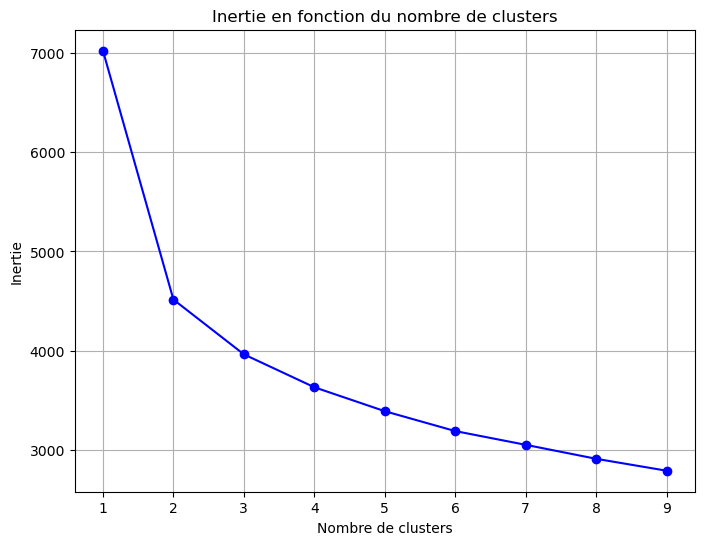 Inertie en fonction du nombre de clusters
7000
6000
5000
4000
3000
Inertie
1 2 3 4 5 6 7 8 9
Nombre de clusters